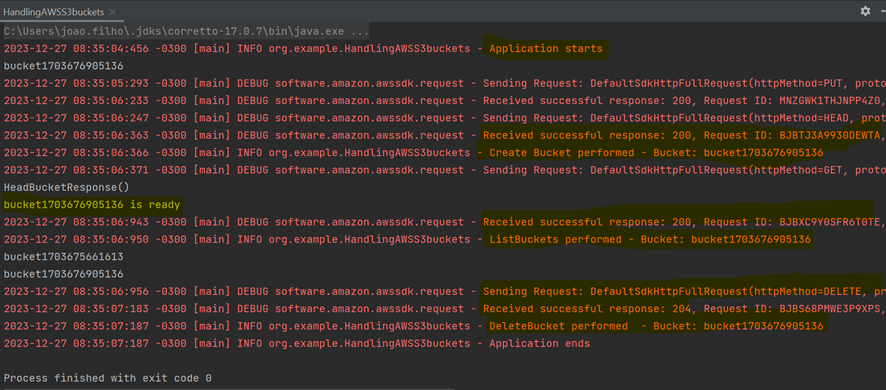 HandlingAWSS3buckets
C:\Users\joao.filho\.jdks\corretto-17.0.7\bin\java.exe ...
2023-12-27 08:35:04:456 -0300 [main] INFO org.example.HandlingAWSS3buckets - Application starts
bucket1703676905136
2023-12-27 08:35:05:293 -0300 [main] DEBUG software.amazon.awssdk.request - Sending Request: DefaultSdkHttpFullRequest(httpMethod=PUT, proto
2023-12-27 08:35:06:233 -0300 [main] DEBUG software.amazon.awssdk.request - Received successful response: 200, Request ID: MNZGWK1THJNPP4Z0,
2023-12-27 08:35:06:247 -0300 [main] DEBUG software.amazon.awssdk.request - Sending Request: DefaultSdkHttpFullRequest(httpMethod=HEAD, prot
2023-12-27 08:35:06:363 -0300 [main] DEBUG software.amazon.awssdk.request - Received successful response: 200, Request ID: BJBTJ3A9930DEWTA,
2023-12-27 08:35:06:366 -0300 [main] INFO org.example.HandlingAWSS3buckets - Create Bucket performed - Bucket: bucket1703676905136
2023-12-27 08:35:06:371 -0300 [main] DEBUG software.amazon.awssdk.request - Sending Request: DefaultSdkHttpFullRequest(httpMethod=GET, proto
HeadBucketResponse()
bucket1703676905136 is ready
2023-12-27 08:35:06:943 -0300 [main] DEBUG software.amazon.awssdk.request - Received successful response: 200, Request ID: BJBXC9Y0SFR6T0TE,
2023-12-27 08:35:06:950 -0300 [main] INFO org.example.HandlingAWSS3buckets - ListBuckets performed - Bucket: bucket1703676905136
bucket1703675661613
bucket1703676905136
2023-12-27 08:35:06:956 -0300 [main] DEBUG software.amazon.awssdk.request - Sending Request: DefaultSdkHttpFullRequest(httpMethod=DELETE, pr
2023-12-27 08:35:07:183 -0300 [main] DEBUG software.amazon.awssdk.request - Received successful response: 204, Request ID: BJBS68PMWE3P9XPS,
2023-12-27 08:35:07:187 -0300 [main] INFO org.example.HandlingAWSS3buckets - DeleteBucket performed  - Bucket: bucket1703676905136
2023-12-27 08:35:07:187 -0300 [main] INFO org.example.HandlingAWSS3buckets - Application ends
Process finished with exit code 0